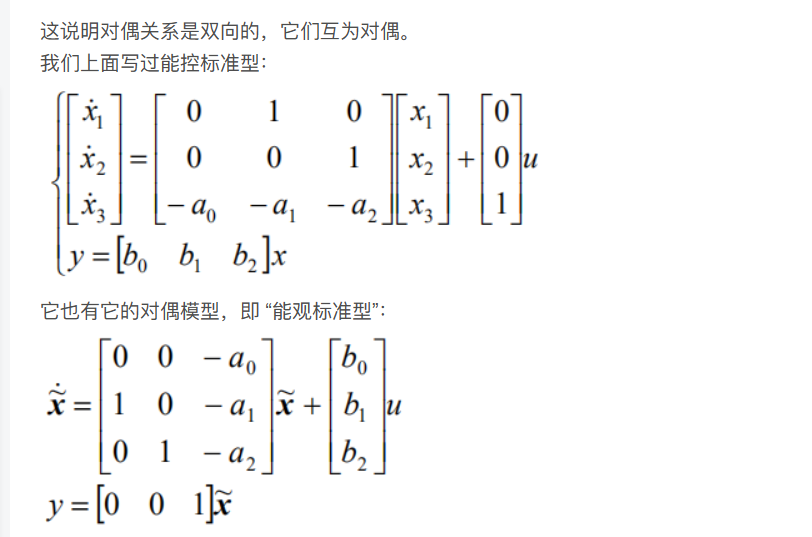 这说明对偶关系是双向的，它们互为对偶。
我们上面写过能控标准型：
$\begin{cases} \begin{bmatrix} \dot{x}_1 \\ \dot{x}_2 \\ \dot{x}_3 \end{bmatrix} = \begin{bmatrix} 0 & 1 & 0 \\ 0 & 0 & 1 \\ -a_0 & -a_1 & -a_2 \end{bmatrix} \begin{bmatrix} x_1 \\ x_2 \\ x_3 \end{bmatrix} + \begin{bmatrix} 0 \\ 0 \\ 1 \end{bmatrix} u \\ y = \begin{bmatrix} b_0 & b_1 & b_2 \end{bmatrix} x \end{cases}$
它也有它的对偶模型，即 “能观标准型”：
$\dot{\tilde{\boldsymbol{x}}} = \begin{bmatrix} 0 & 0 & -a_0 \\ 1 & 0 & -a_1 \\ 0 & 1 & -a_2 \end{bmatrix} \tilde{\boldsymbol{x}} + \begin{bmatrix} b_0 \\ b_1 \\ b_2 \end{bmatrix} u$
$y = \begin{bmatrix} 0 & 0 & 1 \end{bmatrix} \tilde{\boldsymbol{x}}$